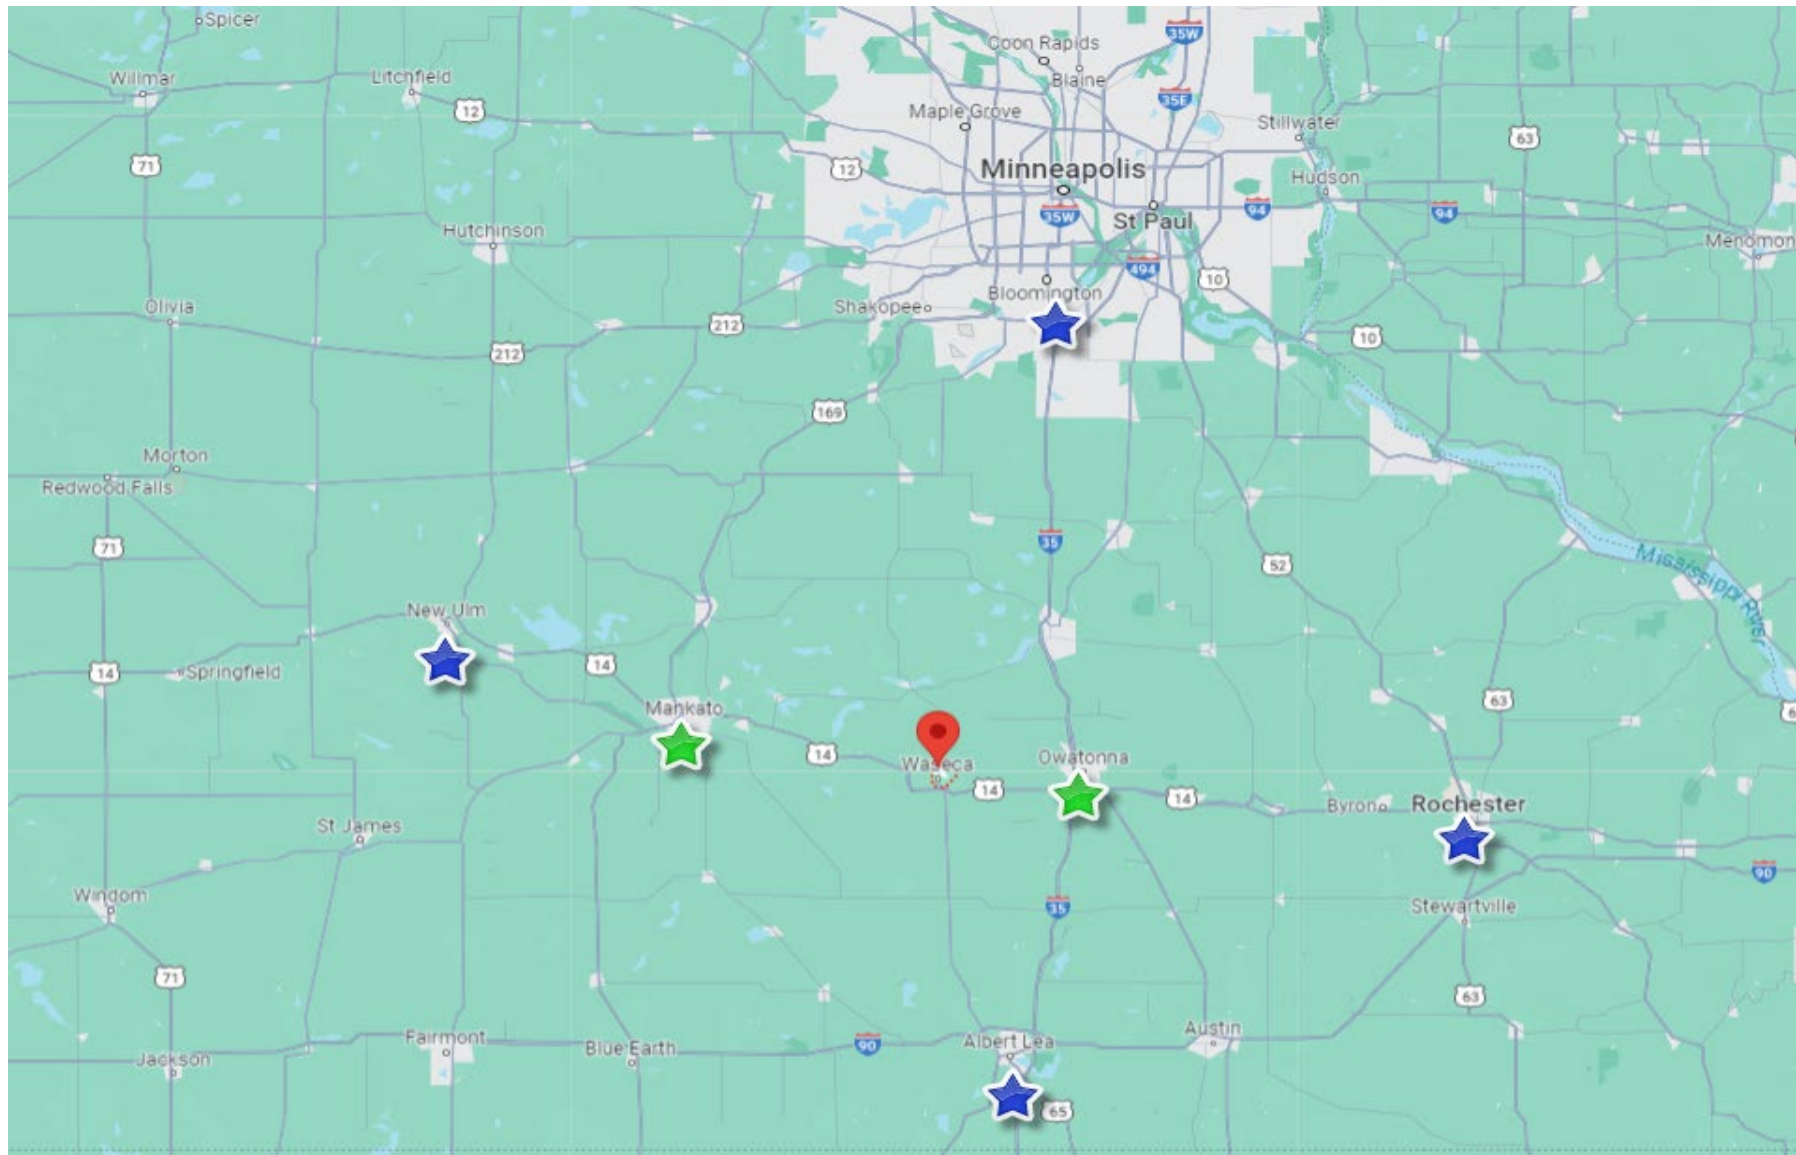 Spicer
Coon Rapids
35W
Willmar
Litchfield
Blaine
35E
12
Maple Grove
Stillwater
63
71
12
Minneapolis
Hudson
35W
94
94
St Paul
Hutchinson
Menomon
494
10
Bloomington
Olivia
Shakopee
212
10
212
169
Morton
Redwood Falls
71
35
52
Mississippi River
New Ulm
14
14
Springfield
63
Mankato
6
14
Waseca
Owatonna
14
14
Byron
Rochester
St James
90
Windom
35
Stewartville
71
63
Fairmont
Blue Earth
90
Albert Lea
Austin
Jackson
65